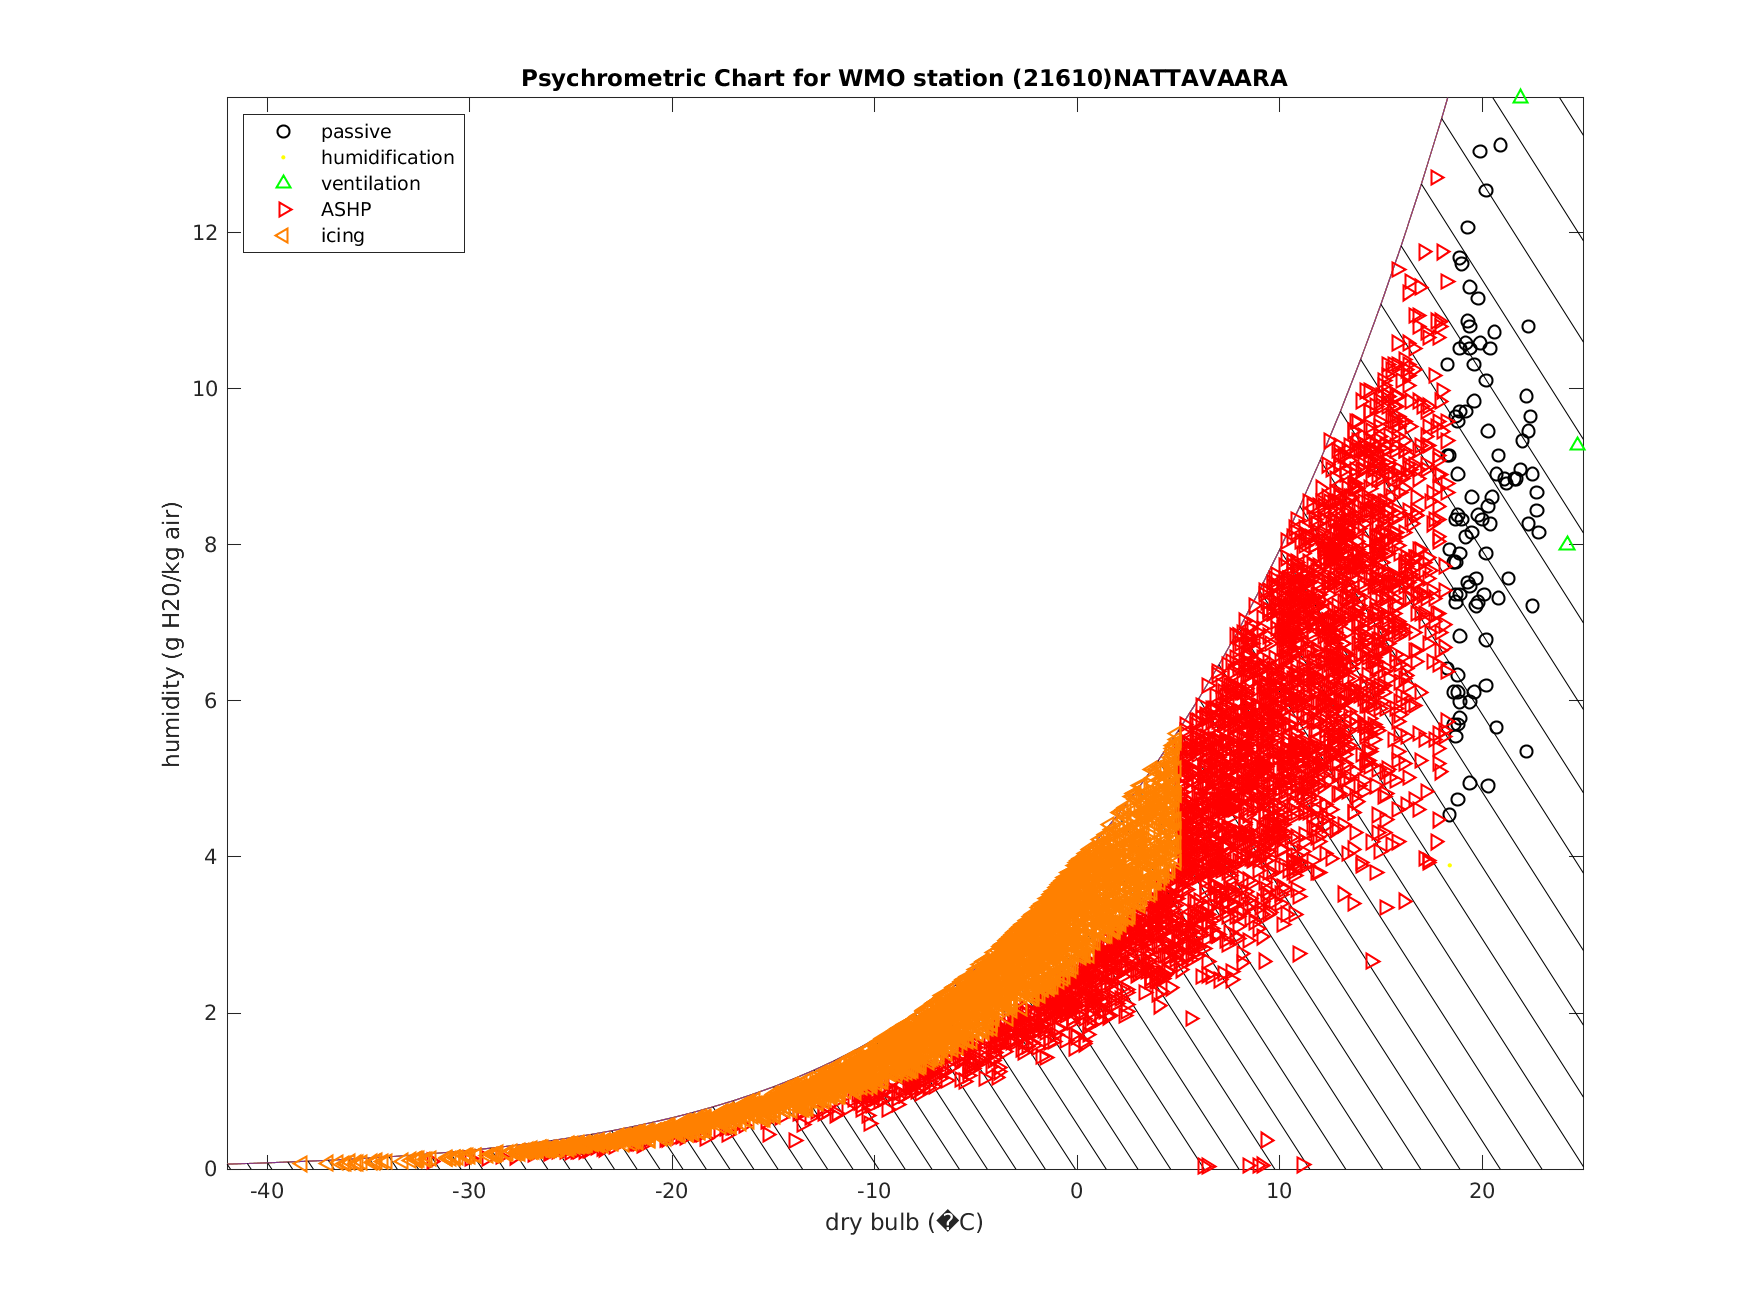 Psychrometric Chart for WMO station (21610)NATTAVAARA
passive
humidification
ventilation
ASHP
icing
humidity (g H20/kg air)
12
10
8
6
4
2
0
-40 -30 -20 -10 0 10 20
dry bulb (�C)